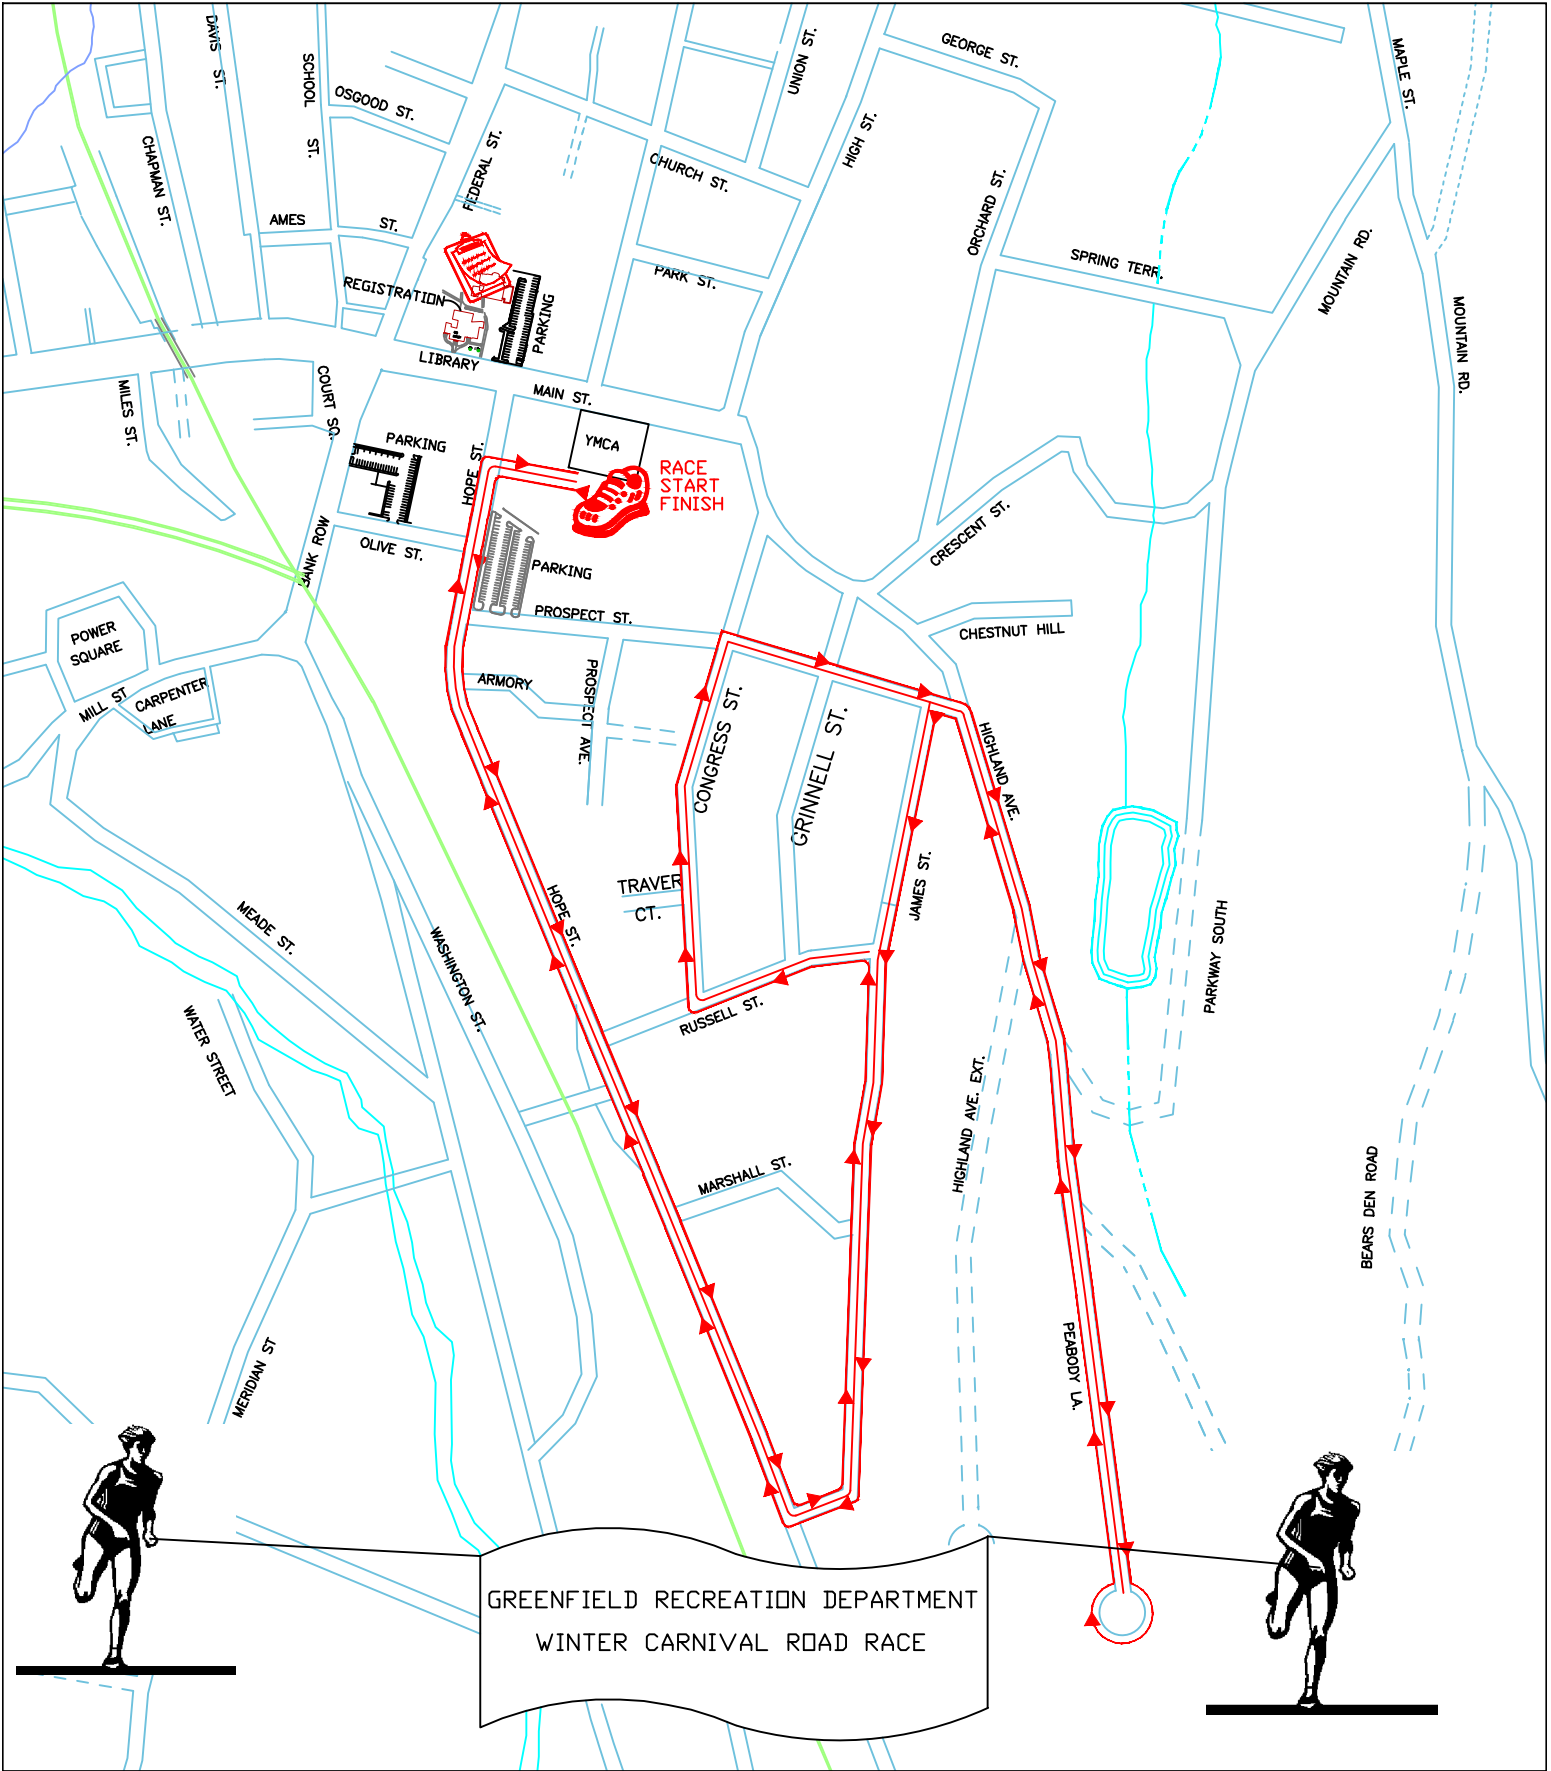 DAVIS ST.
SCHOOL ST.
OSGOOD ST.
CHAPMAN ST.
AMES ST.
FEDERAL ST.
UNION ST.
GEORGE ST.
HIGH ST.
CHURCH ST.
PARK ST.
ORCHARD ST.
SPRING TERR.
MAPLE ST.
MOUNTAIN RD.
MOUNTAIN RD.
REGISTRATION
PARKING
LIBRARY
MAIN ST.
MILES ST.
COURT SQ.
PARKING
HOPE ST.
YMCA
RACE
START
FINISH
BANK ROW
OLIVE ST.
PARKING
PROSPECT ST.
CRESCENT ST.
CHESTNUT HILL
POWER
SQUARE
MILL ST
CARPENTER
LANE
ARMORY
PROSPECT AVE.
CONGRESS ST.
GRINNELL ST.
HIGHLAND AVE.
JAMES ST.
TRAVER
CT.
HOPE ST.
MEADE ST.
WASHINGTON ST.
WATER STREET
RUSSELL ST.
PARKWAY SOUTH
HIGHLAND AVE. EXT.
MARSHALL ST.
BEARS DEN ROAD
MERIDIAN ST
PEABODY LA.
GREENFIELD RECREATION DEPARTMENT
WINTER CARNIVAL ROAD RACE